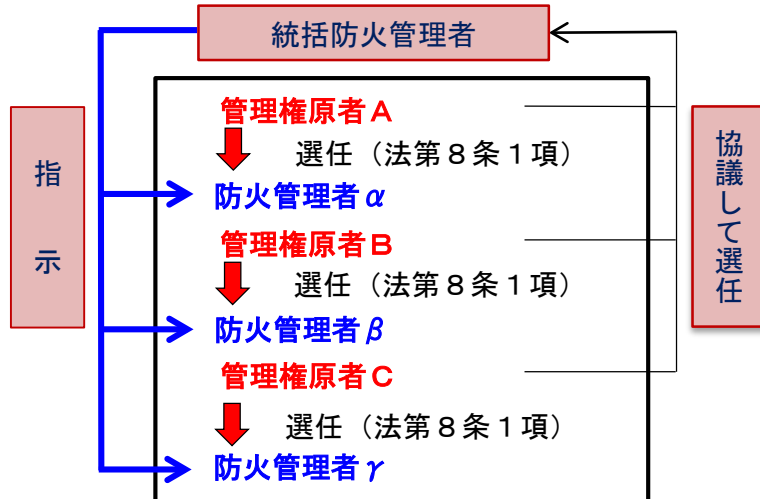 統括防火管理者
管理権原者A
選任（法第８条１項）
防火管理者α
管理権原者B
選任（法第８条１項）
防火管理者β
管理権原者C
選任（法第８条１項）
防火管理者γ
指示
協議して選任